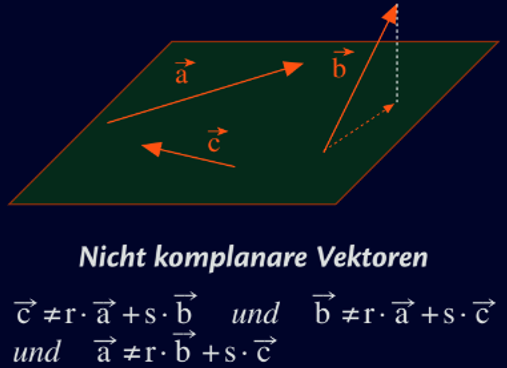 a⃗
b⃗
c⃗
Nicht komplanare Vektoren
c⃗ ≠ r · a⃗ + s · b⃗ und b⃗ ≠ r · a⃗ + s · c⃗
und a⃗ ≠ r · b⃗ + s · c⃗